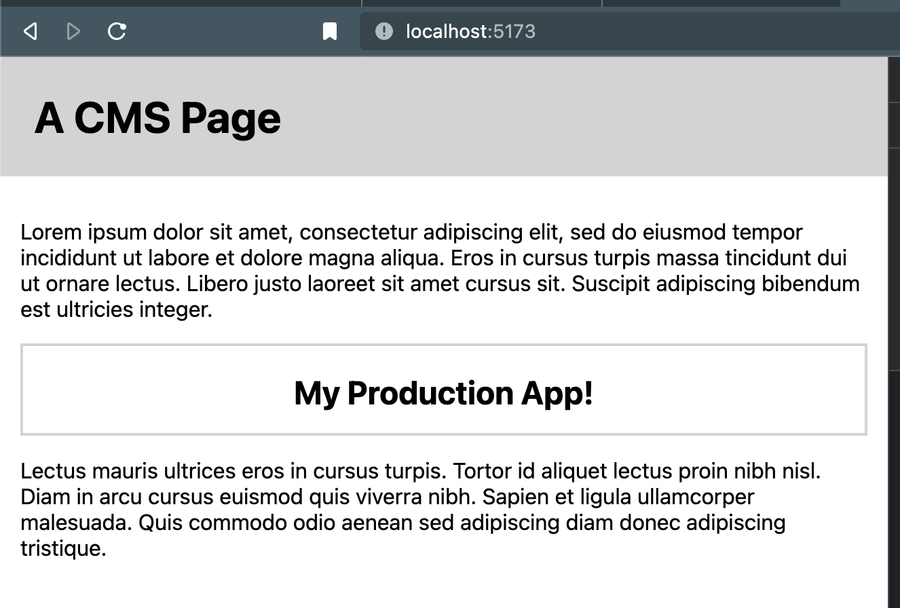 localhost:5173
A CMS Page
Lorem ipsum dolor sit amet, consectetur adipiscing elit, sed do eiusmod tempor
incididunt ut labore et dolore magna aliqua. Eros in cursus turpis massa tincidunt dui
ut ornare lectus. Libero justo laoreet sit amet cursus sit. Suscipit adipiscing bibendum
est ultricies integer.
My Production App!
Lectus mauris ultrices eros in cursus turpis. Tortor id aliquet lectus proin nibh nisl.
Diam in arcu cursus euismod quis viverra nibh. Sapien et ligula ullamcorper
malesuada. Quis commodo odio aenean sed adipiscing diam donec adipiscing
tristique.